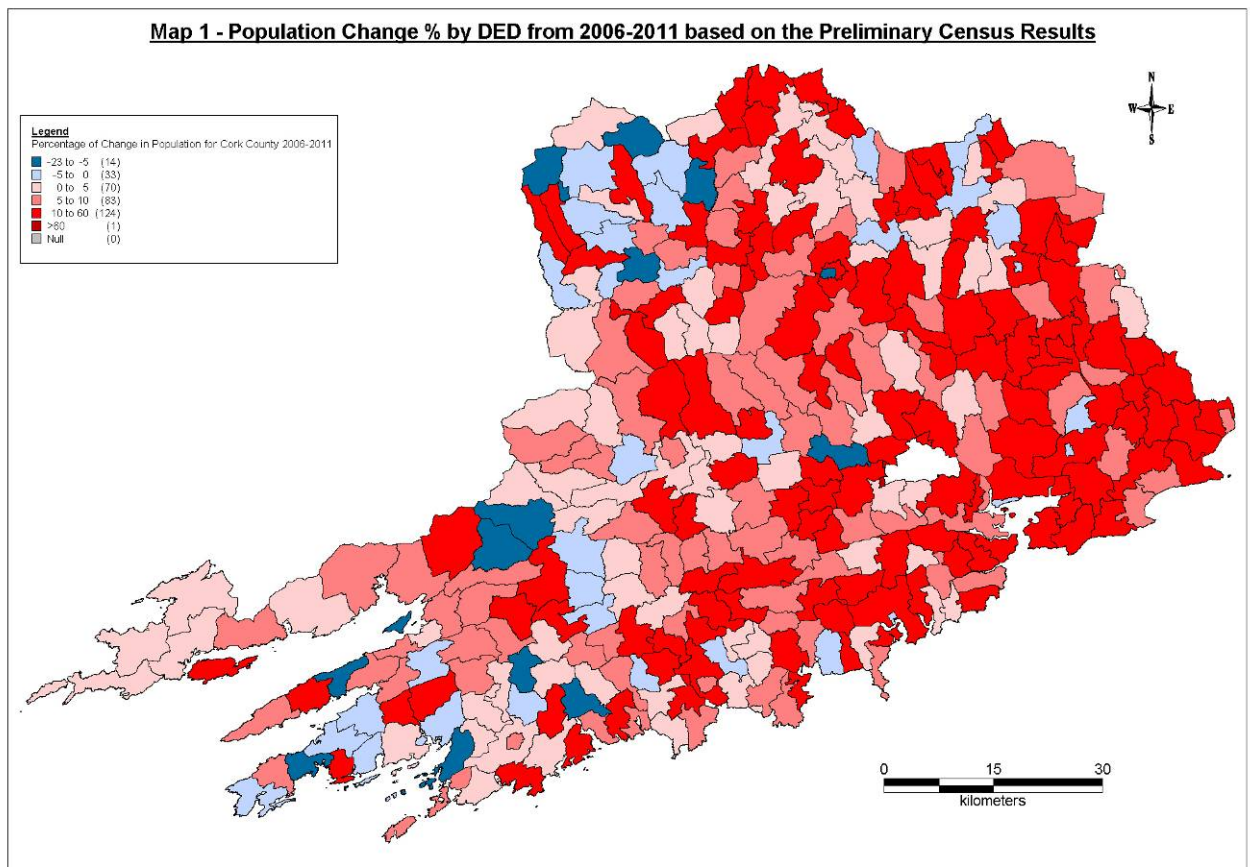 Map 1 - Population Change % by DED from 2006-2011 based on the Preliminary Census Results
N
W E
S
Legend
Percentage of Change in Population for Cork County 2006-2011
-23 to -5 (14)
-5 to 0 (33)
0 to 5 (70)
5 to 10 (83)
10 to 60 (124)
>60 (1)
Null (0)
0 15 30
kilometers